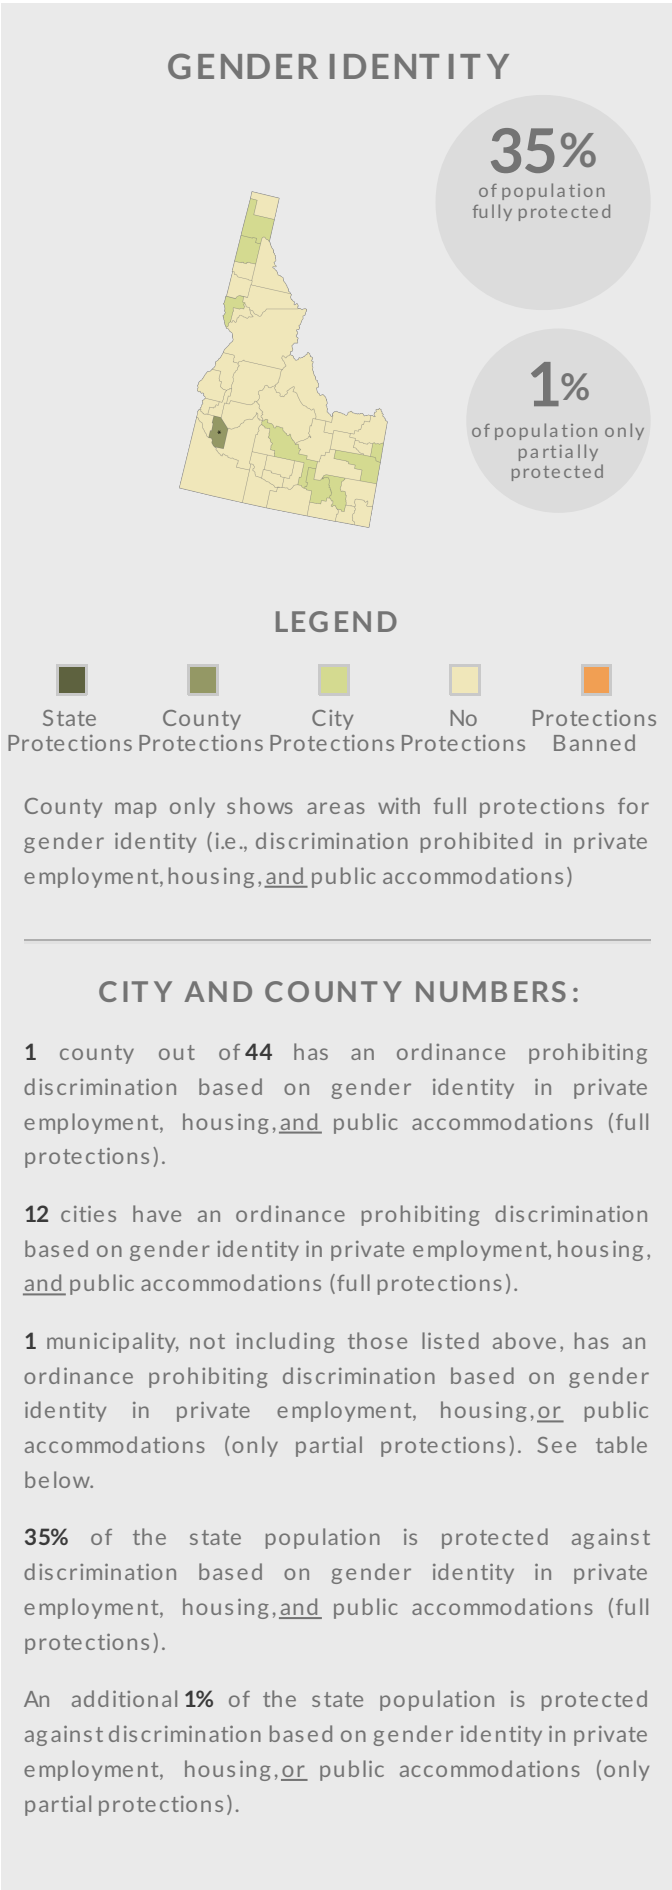 GENDER IDENTITY
35%
of population
fully protected
1%
of population only
partially
protected
LEGEND
State
Protections
County
Protections
City
Protections
No
Protections
Protections
Banned
County map only shows areas with full protections for
gender identity (i.e., discrimination prohibited in private
employment, housing, and public accommodations)
CITY AND COUNTY NUMBERS:
1 county out of 44 has an ordinance prohibiting
discrimination based on gender identity in private
employment, housing, and public accommodations (full
protections).
12 cities have an ordinance prohibiting discrimination
based on gender identity in private employment, housing,
and public accommodations (full protections).
1 municipality, not including those listed above, has an
ordinance prohibiting discrimination based on gender
identity in private employment, housing, or public
accommodations (only partial protections). See table
below.
35% of the state population is protected against
discrimination based on gender identity in private
employment, housing, and public accommodations (full
protections).
An additional 1% of the state population is protected
against discrimination based on gender identity in private
employment, housing, or public accommodations (only
partial protections).